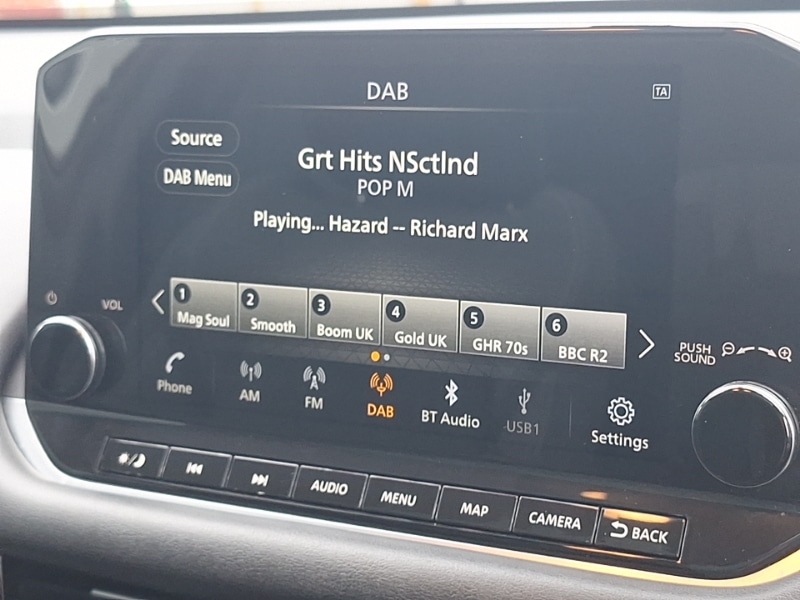 DAB
TA
Source
Grt Hits NSctlnd
DAB Menu
POP M
Playing... Hazard -- Richard Marx
1 Mag Soul
2 Smooth
3 Boom UK
4 Gold UK
5 GHR 70s
6 BBC R2
VOL
PUSH SOUND
Phone
AM
FM
DAB
BT Audio
USB1
Settings
AUDIO
MENU
MAP
CAMERA
BACK